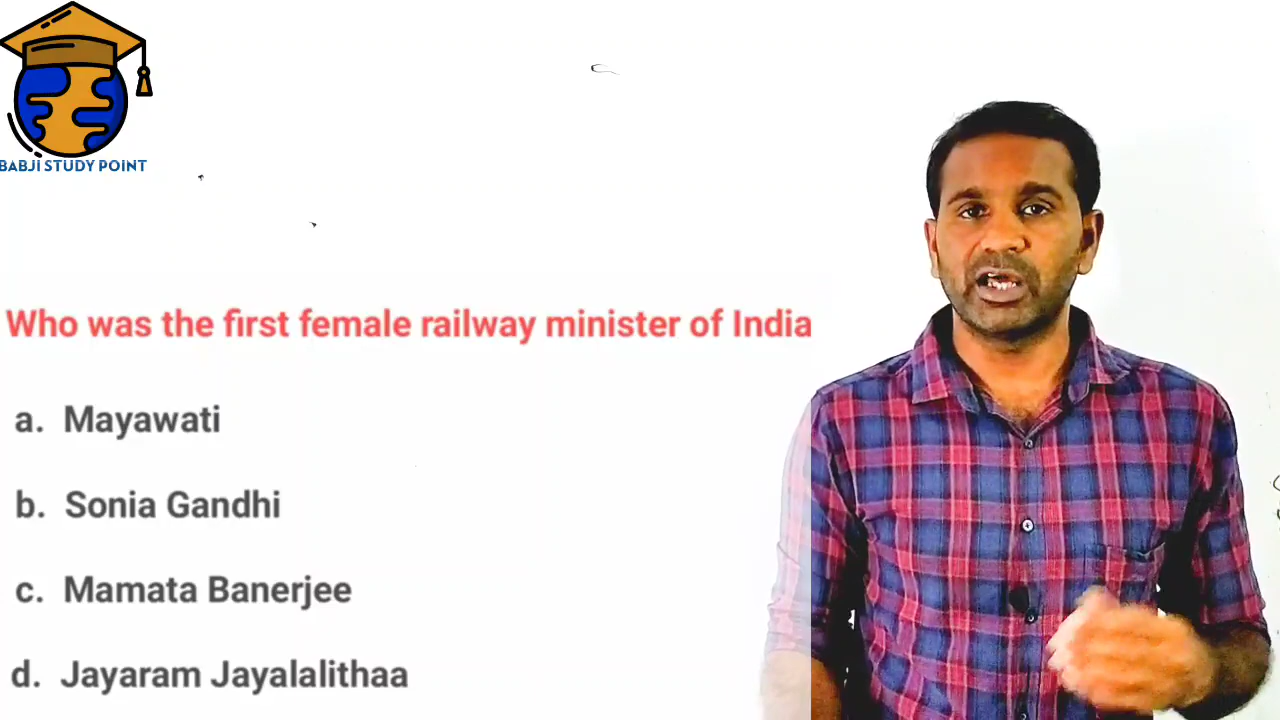 BABJI STUDY POINT
Who was the first female railway minister of India
a. Mayawati
b. Sonia Gandhi
c. Mamata Banerjee
d. Jayaram Jayalalithaa